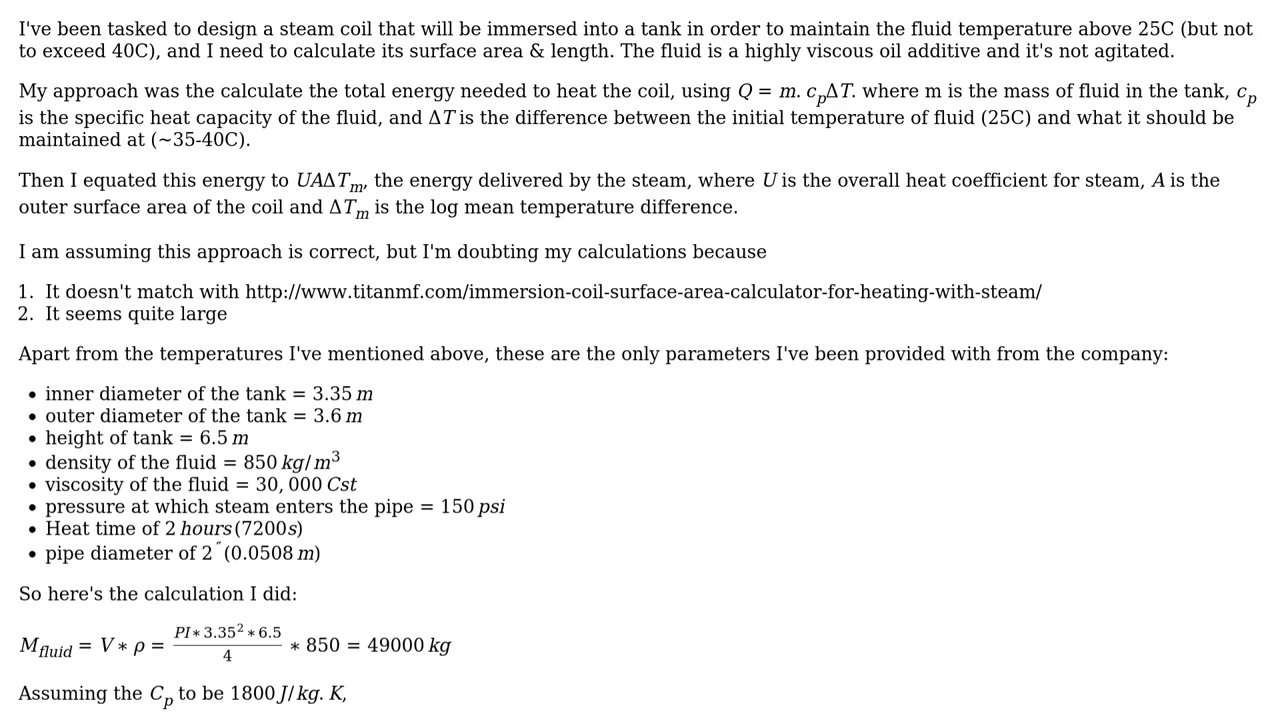 I've been tasked to design a steam coil that will be immersed into a tank in order to maintain the fluid temperature above 25C (but not
to exceed 40C), and I need to calculate its surface area & length. The fluid is a highly viscous oil additive and it's not agitated.
My approach was the calculate the total energy needed to heat the coil, using Q = m. c_pΔT. where m is the mass of fluid in the tank, c_p
is the specific heat capacity of the fluid, and ΔT is the difference between the initial temperature of fluid (25C) and what it should be
maintained at (~35-40C).
Then I equated this energy to UAΔT_m, the energy delivered by the steam, where U is the overall heat coefficient for steam, A is the
outer surface area of the coil and ΔT_m is the log mean temperature difference.
I am assuming this approach is correct, but I'm doubting my calculations because
1. It doesn't match with http://www.titanmf.com/immersion-coil-surface-area-calculator-for-heating-with-steam/
2. It seems quite large
Apart from the temperatures I've mentioned above, these are the only parameters I've been provided with from the company:
• inner diameter of the tank = 3.35 m
• outer diameter of the tank = 3.6 m
• height of tank = 6.5 m
• density of the fluid = 850 kg/m³
• viscosity of the fluid = 30, 000 Cst
• pressure at which steam enters the pipe = 150 psi
• Heat time of 2 hours(7200s)
• pipe diameter of 2″(0.0508 m)
So here's the calculation I did:
M_fluid = V * ρ = (PI*3.35²*6.5)/4 * 850 = 49000 kg
Assuming the C_p to be 1800 J/kg. K,